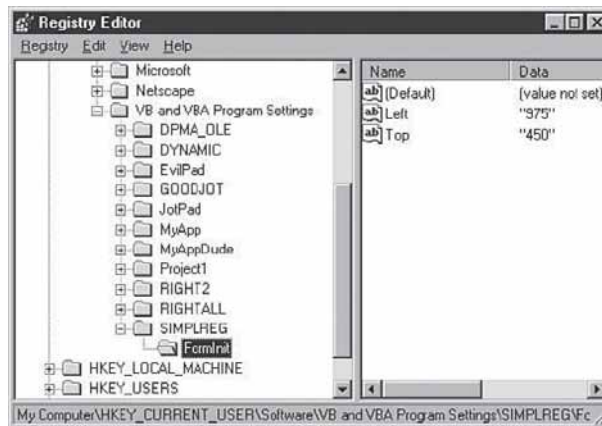 Registry Editor
Registry Edit View Help
Microsoft
Netscape
VB and VBA Program Settings
DPMA_OLE
DYNAMIC
EvilPad
GOODJOT
JotPad
MyApp
MyAppDude
Project1
RIGHT2
RIGHTALL
SIMPLREG
FormInit
HKEY_LOCAL_MACHINE
HKEY_USERS
Name Data
(Default) (value not set)
Left "975"
Top "450"
My Computer\HKEY_CURRENT_USER\Software\VB and VBA Program Settings\SIMPLREG\Fc